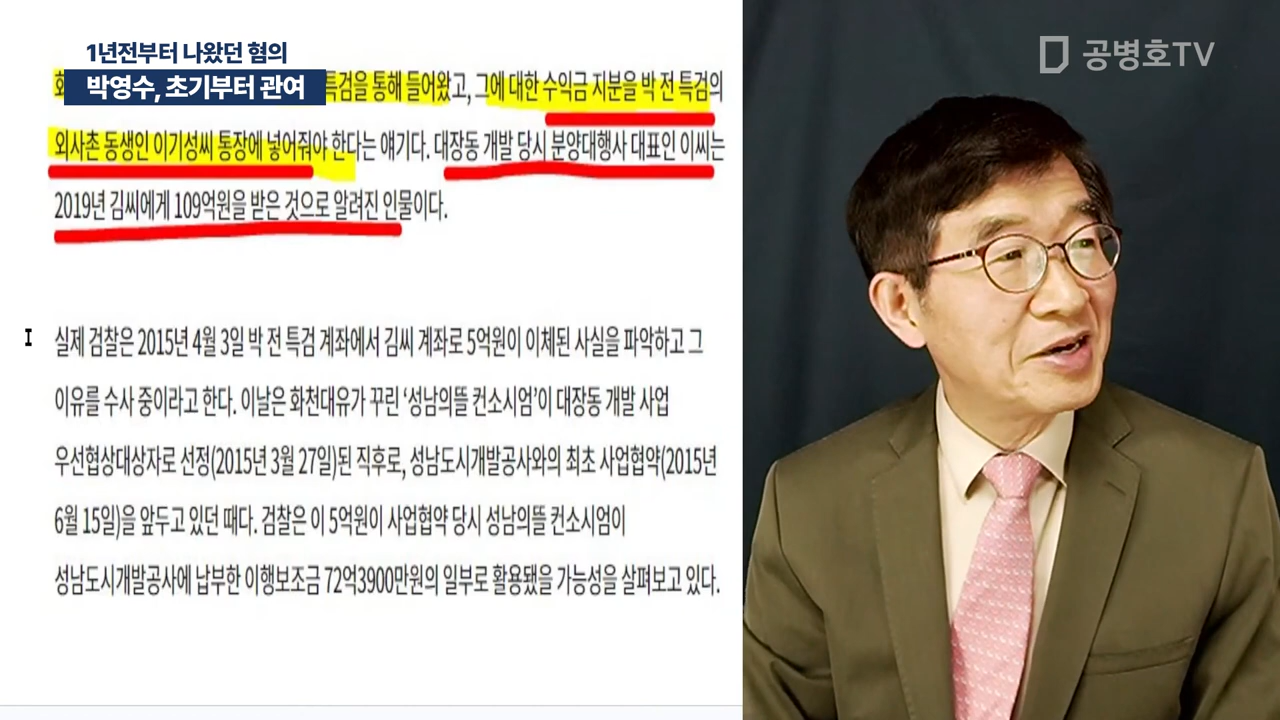 1년전부터 나왔던 혐의
박영수, 초기부터 관여
공병호TV
특검을 통해 들어왔고, 그에 대한 수익금 지분을 박 전 특검의
외사촌 동생인 이기성씨 통장에 넣어줘야 한다는 얘기다. 대장동 개발 당시 분양대행사 대표인 이씨는
2019년 김씨에게 109억원을 받은 것으로 알려진 인물이다.
실제 검찰은 2015년 4월 3일 박 전 특검 계좌에서 김씨 계좌로 5억원이 이체된 사실을 파악하고 그
이유를 수사 중이라고 한다. 이날은 화천대유가 꾸린 ‘성남의뜰 컨소시엄’이 대장동 개발 사업
우선협상대상자로 선정(2015년 3월 27일)된 직후로, 성남도시개발공사와의 최초 사업협약(2015년
6월 15일)을 앞두고 있던 때다. 검찰은 이 5억원이 사업협약 당시 성남의뜰 컨소시엄이
성남도시개발공사에 납부한 이행보조금 72억3900만원의 일부로 활용됐을 가능성을 살펴보고 있다.